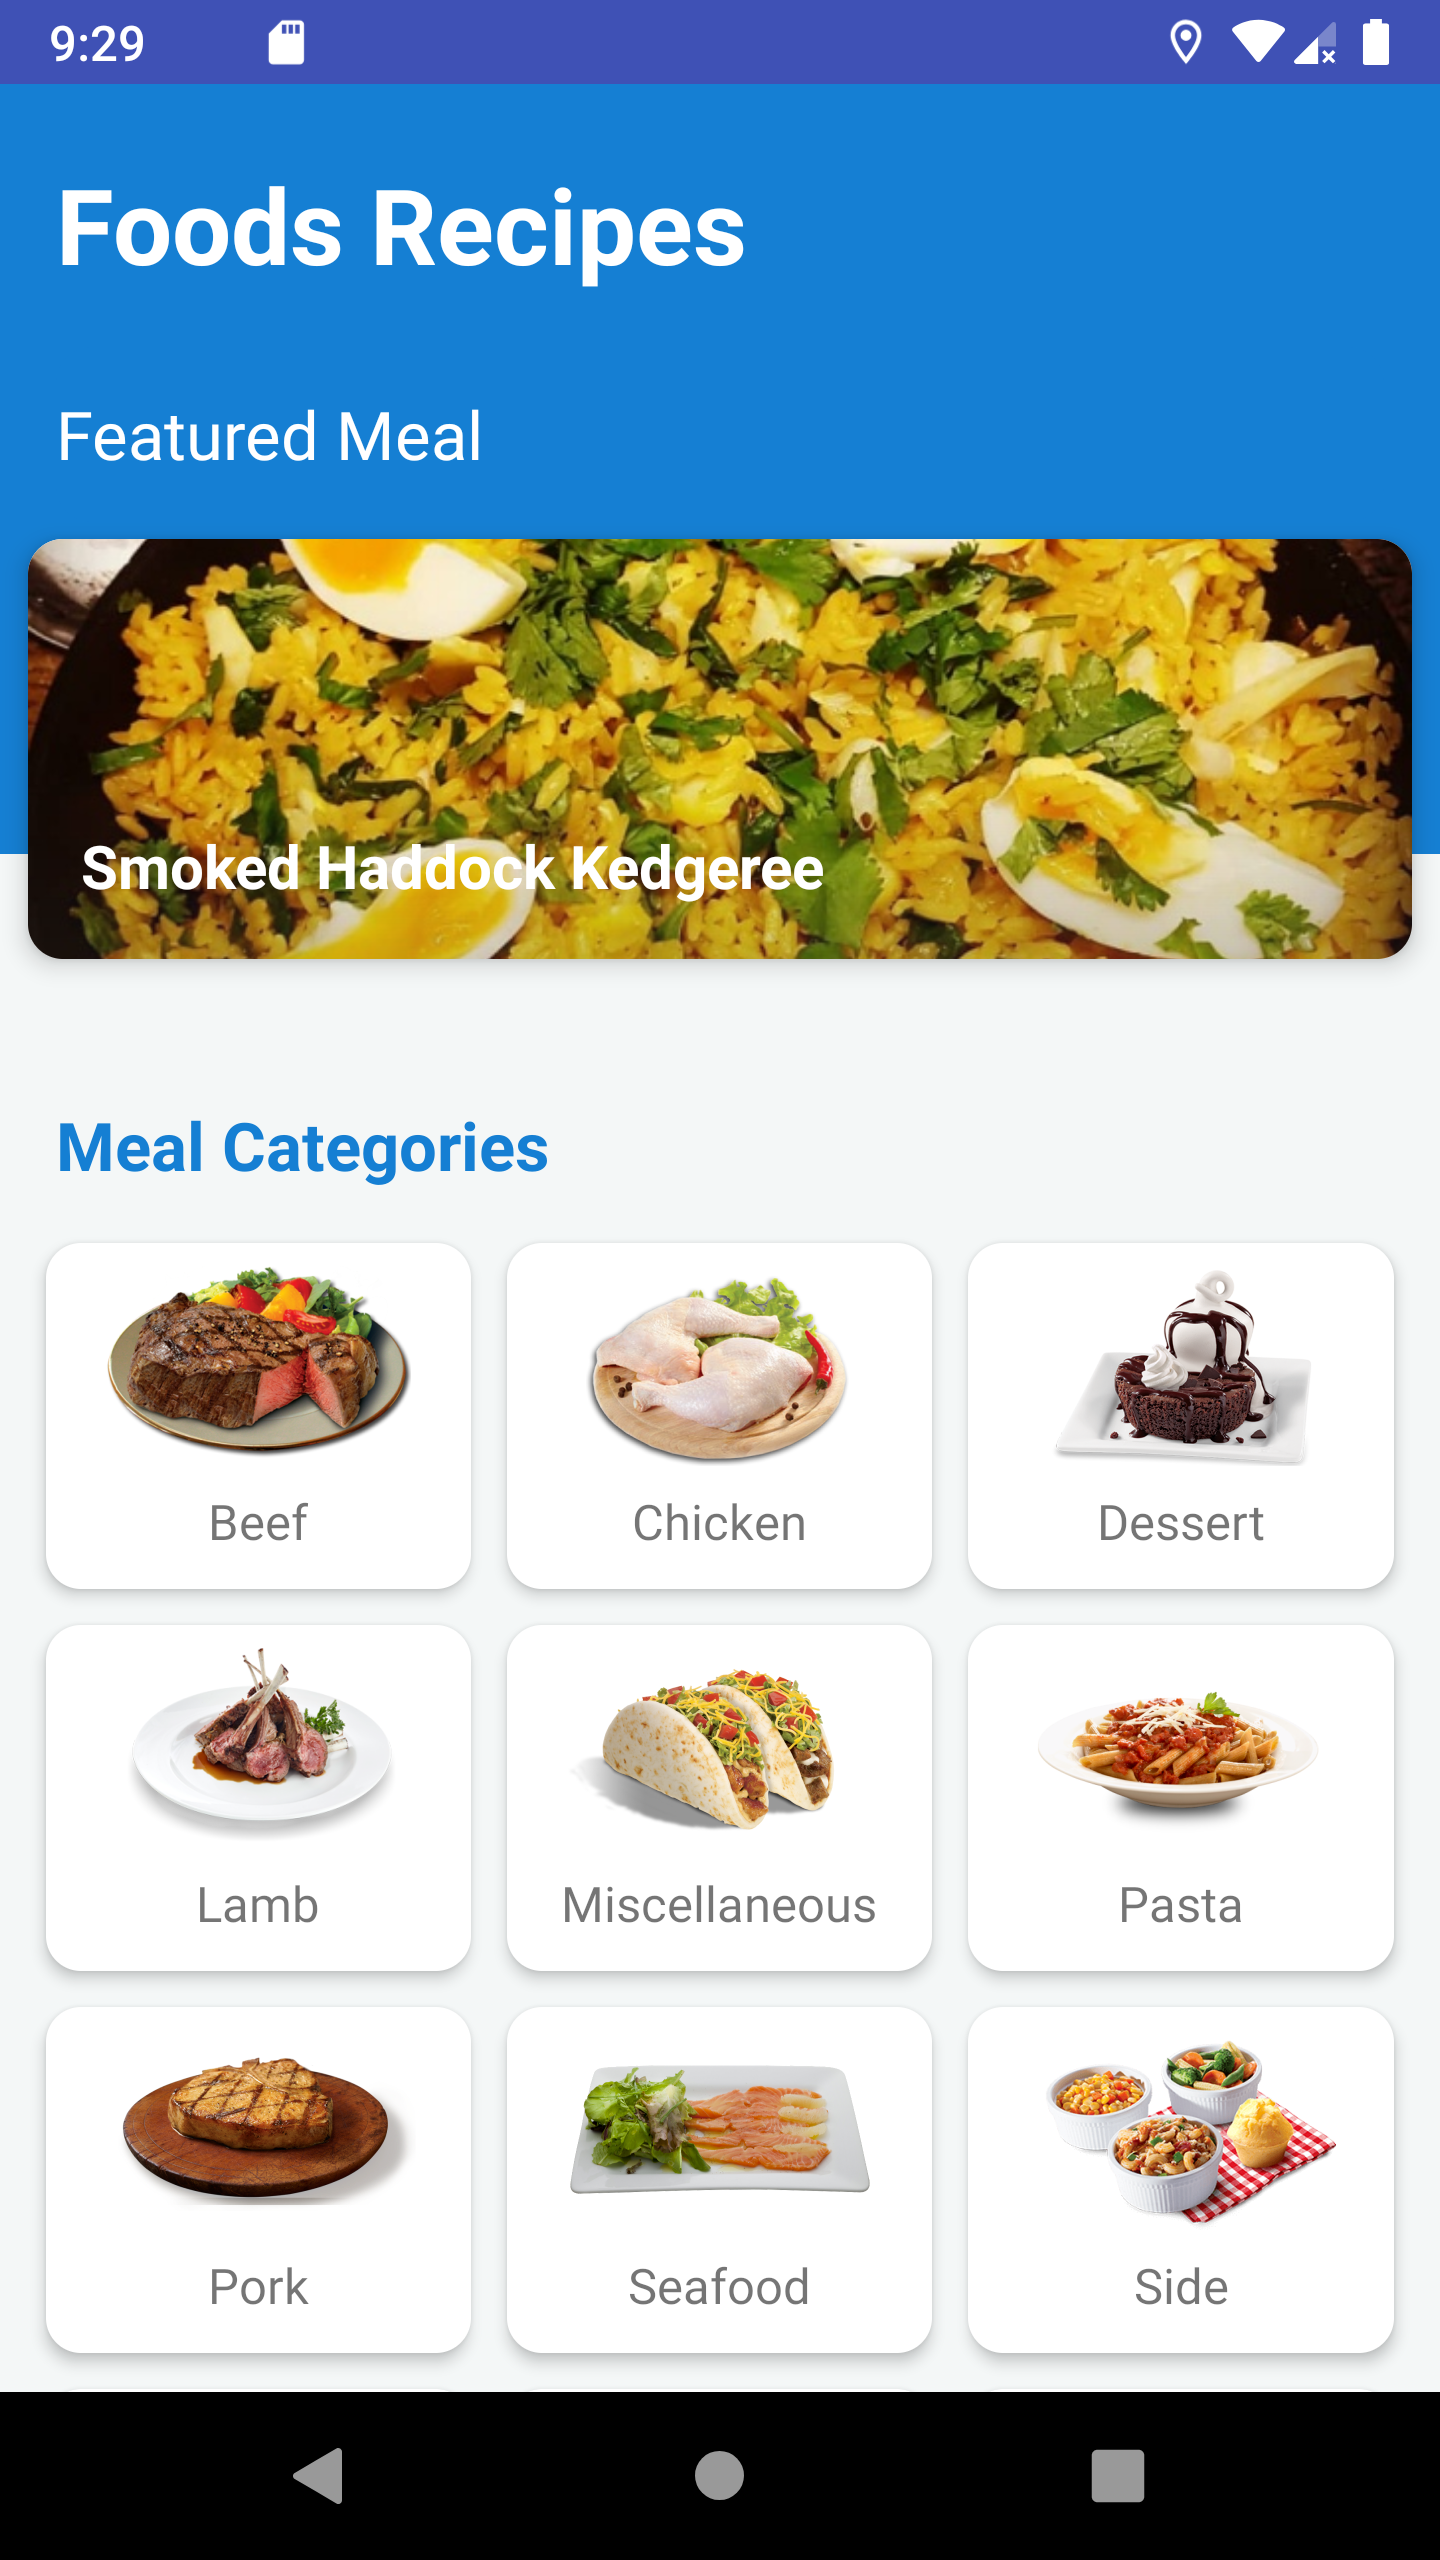 9:29
Foods Recipes
Featured Meal
Smoked Haddock Kedgeree
Meal Categories
Beef
Chicken
Dessert
Lamb
Miscellaneous
Pasta
Pork
Seafood
Side